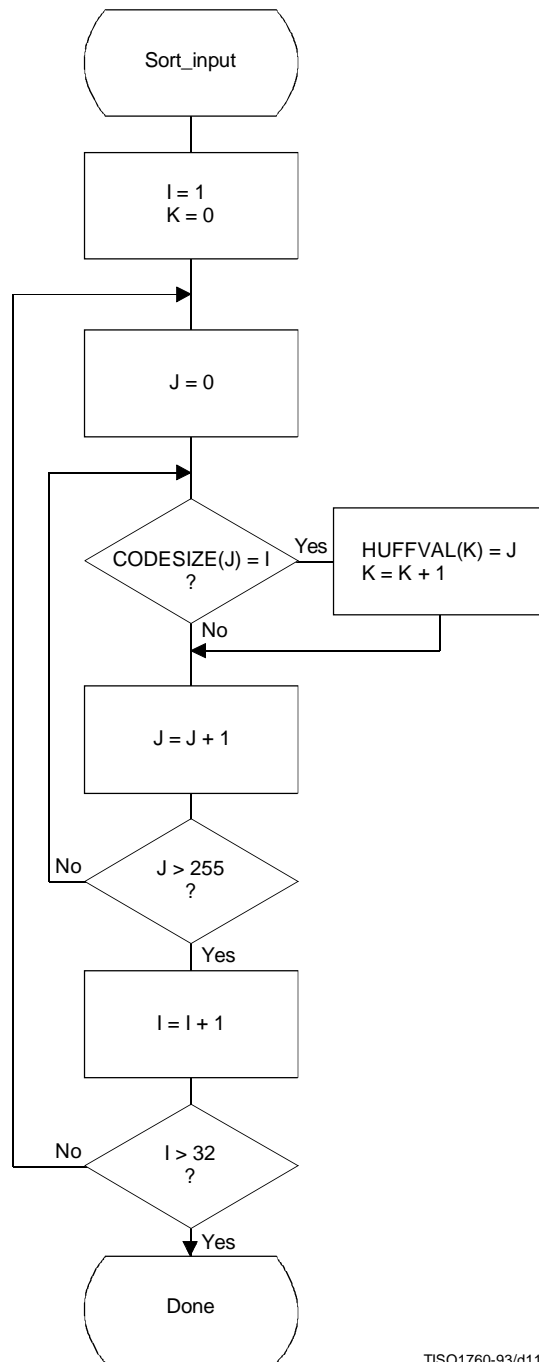 Sort_input
I = 1
K = 0
J = 0
CODESIZE(J) = I
?
Yes
HUFFVAL(K) = J
K = K + 1
No
J = J + 1
No
J > 255
?
Yes
I = I + 1
No
I > 32
?
Yes
Done